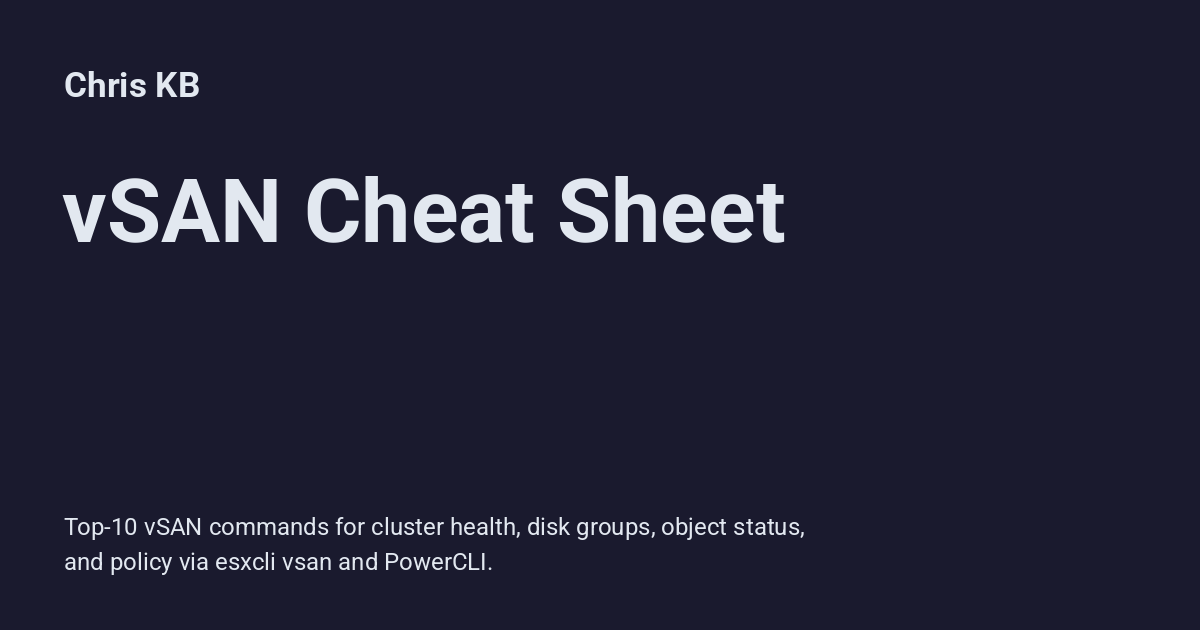 Chris KB
vSAN Cheat Sheet
Top-10 vSAN commands for cluster health, disk groups, object status,
and policy via esxcli vsan and PowerCLI.